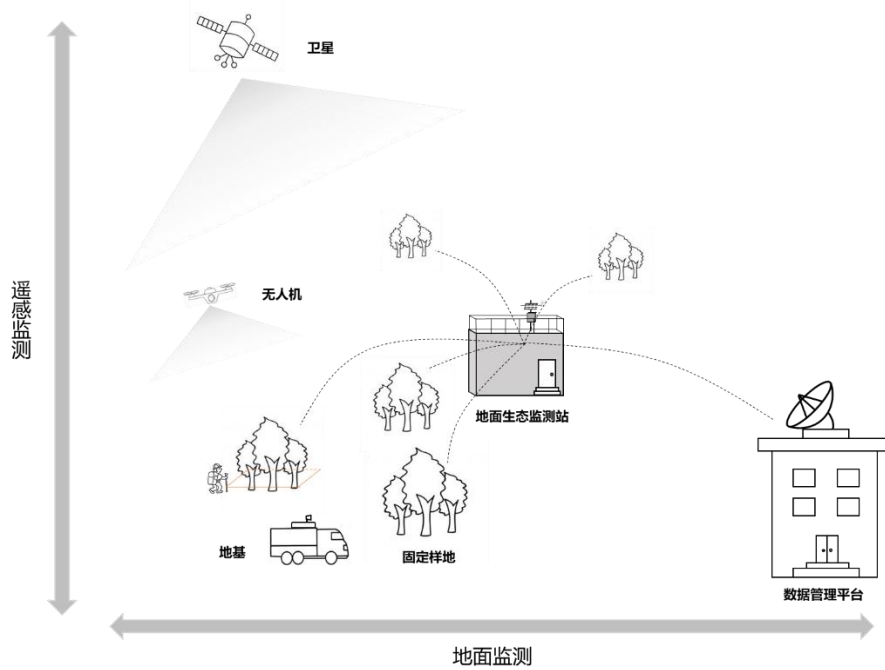 卫星
无人机
遥感监测
地面生态监测站
地基
固定样地
数据管理平台
地面监测